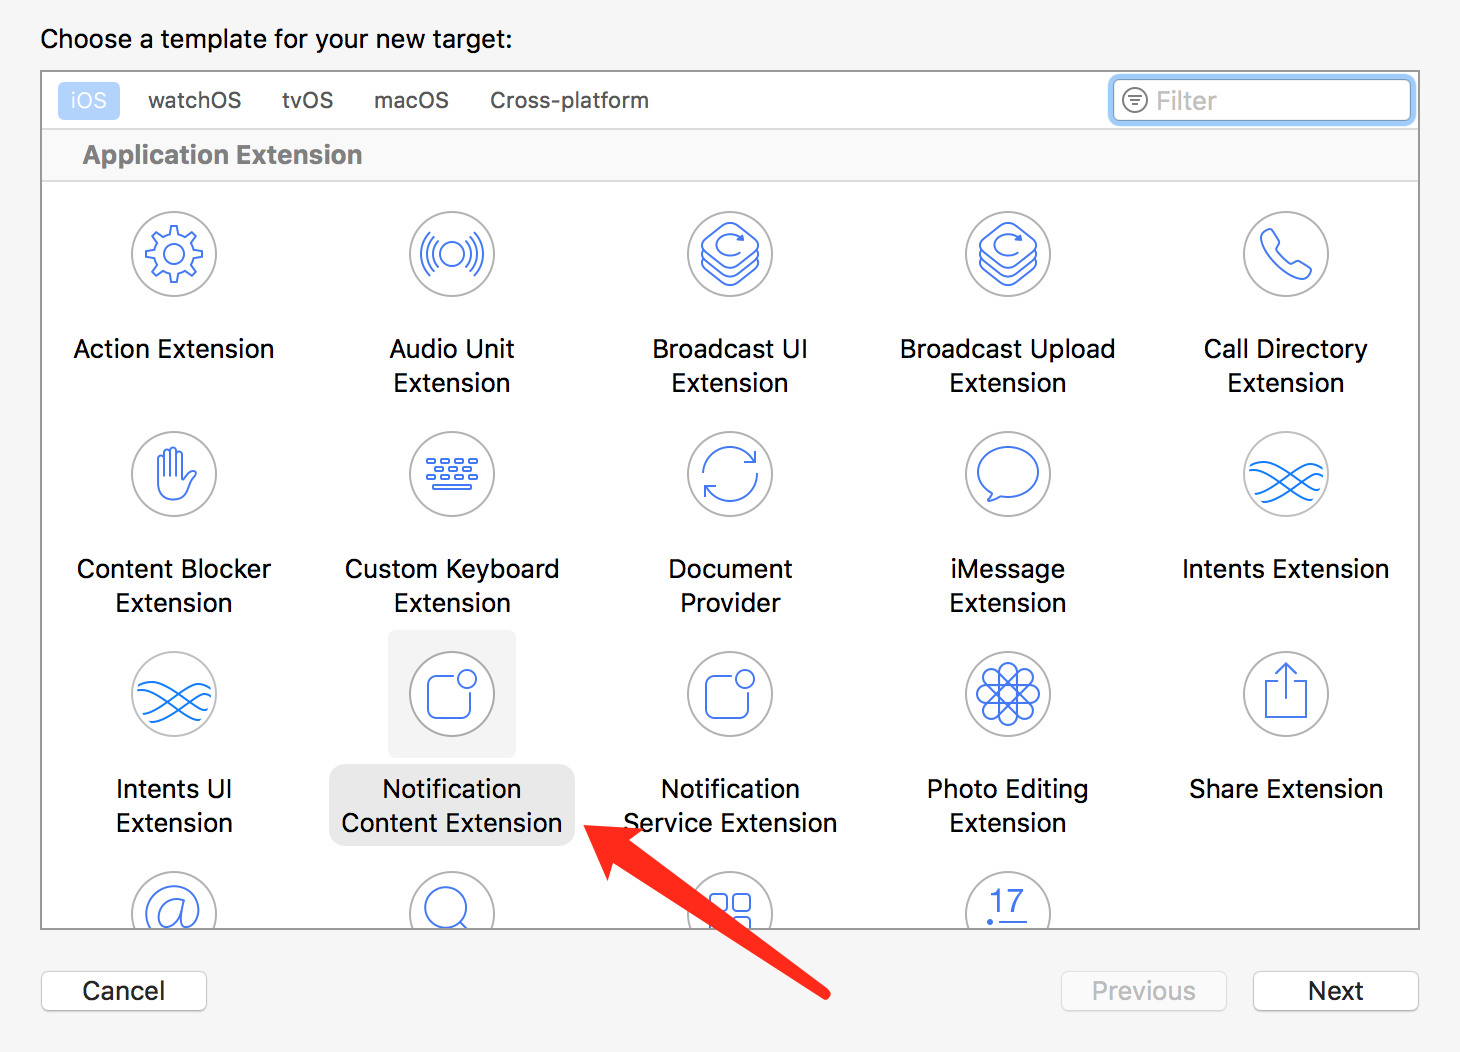 Choose a template for your new target:
iOS watchOS tvOS macOS Cross-platform Filter
Application Extension
Action Extension
Audio Unit
Extension
Broadcast UI
Extension
Broadcast Upload
Extension
Call Directory
Extension
Content Blocker
Extension
Custom Keyboard
Extension
Document
Provider
iMessage
Extension
Intents Extension
Intents UI
Extension
Notification
Content Extension
Notification
Service Extension
Photo Editing
Extension
Share Extension
@
17
Cancel
Previous
Next